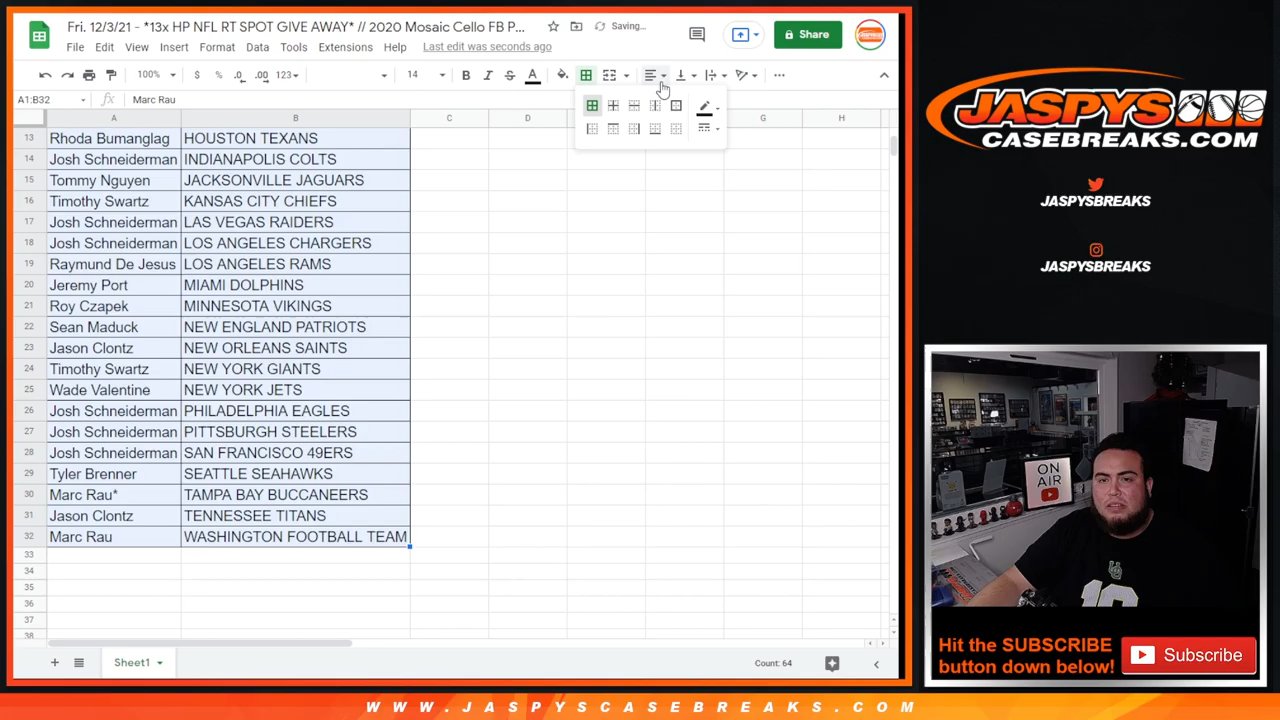 Fri. 12/3/21 - *13x HP NFL RT SPOT GIVE AWAY* // 2020 Mosaic Cello FB P...
Saving...
File Edit View Insert Format Data Tools Extensions Help Last edit was seconds ago
Share
100% $ % .0 .00 123 14 B I S A
A1:B32 fx Marc Rau
A B C D E G H
13 Rhoda Bumanglag HOUSTON TEXANS
14 Josh Schneiderman INDIANAPOLIS COLTS
15 Tommy Nguyen JACKSONVILLE JAGUARS
16 Timothy Swartz KANSAS CITY CHIEFS
17 Josh Schneiderman LAS VEGAS RAIDERS
18 Josh Schneiderman LOS ANGELES CHARGERS
19 Raymund De Jesus LOS ANGELES RAMS
20 Jeremy Port MIAMI DOLPHINS
21 Roy Czapek MINNESOTA VIKINGS
22 Sean Maduck NEW ENGLAND PATRIOTS
23 Jason Clontz NEW ORLEANS SAINTS
24 Timothy Swartz NEW YORK GIANTS
25 Wade Valentine NEW YORK JETS
26 Josh Schneiderman PHILADELPHIA EAGLES
27 Josh Schneiderman PITTSBURGH STEELERS
28 Josh Schneiderman SAN FRANCISCO 49ERS
29 Tyler Brenner SEATTLE SEAHAWKS
30 Marc Rau* TAMPA BAY BUCCANEERS
31 Jason Clontz TENNESSEE TITANS
32 Marc Rau WASHINGTON FOOTBALL TEAM
33
34
35
36
37
38
Sheet1
Count: 64
JASPYS
CASEBREAKS.COM
JASPYSBREAKS
JASPYSBREAKS
ON
AIR
Hit the SUBSCRIBE
button down below!
Subscribe
WWW.JASPYSCASEBREAKS.COM